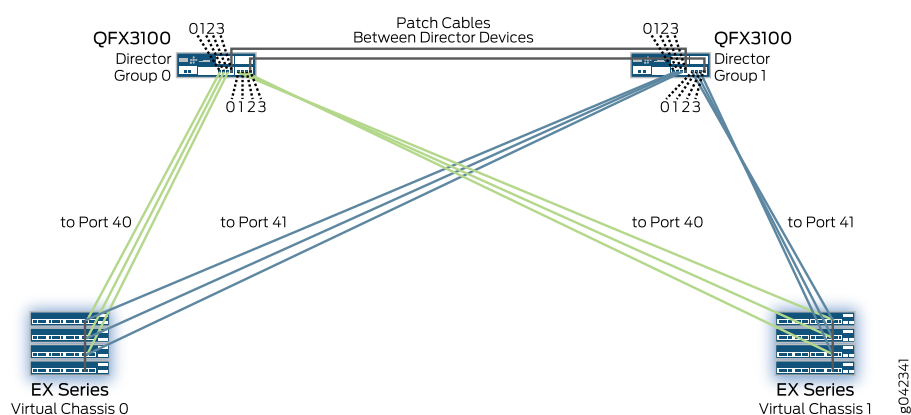 Patch Cables
Between Director Devices
QFX3100
Director
Group 0
0123
0123
0123
0123
QFX3100
Director
Group 1
to Port 40
to Port 41
to Port 40
to Port 41
EX Series
Virtual Chassis 0
EX Series
Virtual Chassis 1
g042341